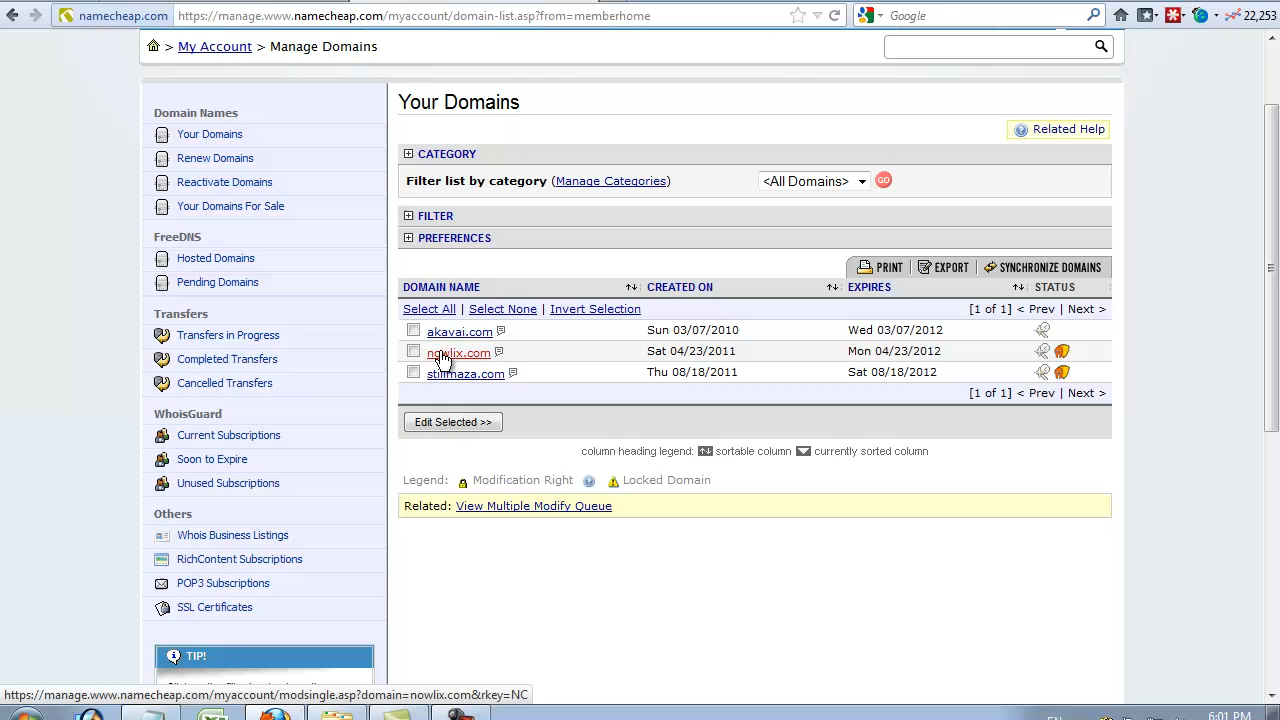 namecheap.com https://manage.www.namecheap.com/myaccount/domain-list.asp?from=memberhome Google 22,253
> My Account > Manage Domains
Domain Names
Your Domains
Renew Domains
Reactivate Domains
Your Domains For Sale
FreeDNS
Hosted Domains
Pending Domains
Transfers
Transfers in Progress
Completed Transfers
Cancelled Transfers
WhoisGuard
Current Subscriptions
Soon to Expire
Unused Subscriptions
Others
Whois Business Listings
RichContent Subscriptions
POP3 Subscriptions
SSL Certificates
TIP!
Your Domains
Related Help
CATEGORY
Filter list by category (Manage Categories) <All Domains> GO
FILTER
PREFERENCES
PRINT EXPORT SYNCHRONIZE DOMAINS
DOMAIN NAME CREATED ON EXPIRES STATUS
Select All | Select None | Invert Selection [1 of 1] < Prev | Next >
akavai.com Sun 03/07/2010 Wed 03/07/2012
nowlix.com Sat 04/23/2011 Mon 04/23/2012
stillmaza.com Thu 08/18/2011 Sat 08/18/2012
[1 of 1] < Prev | Next >
Edit Selected >>
column heading legend: sortable column currently sorted column
Legend: Modification Right Locked Domain
Related: View Multiple Modify Queue
https://manage.www.namecheap.com/myaccount/modsingle.asp?domain=nowlix.com&rkey=NC
EN 6:01 PM